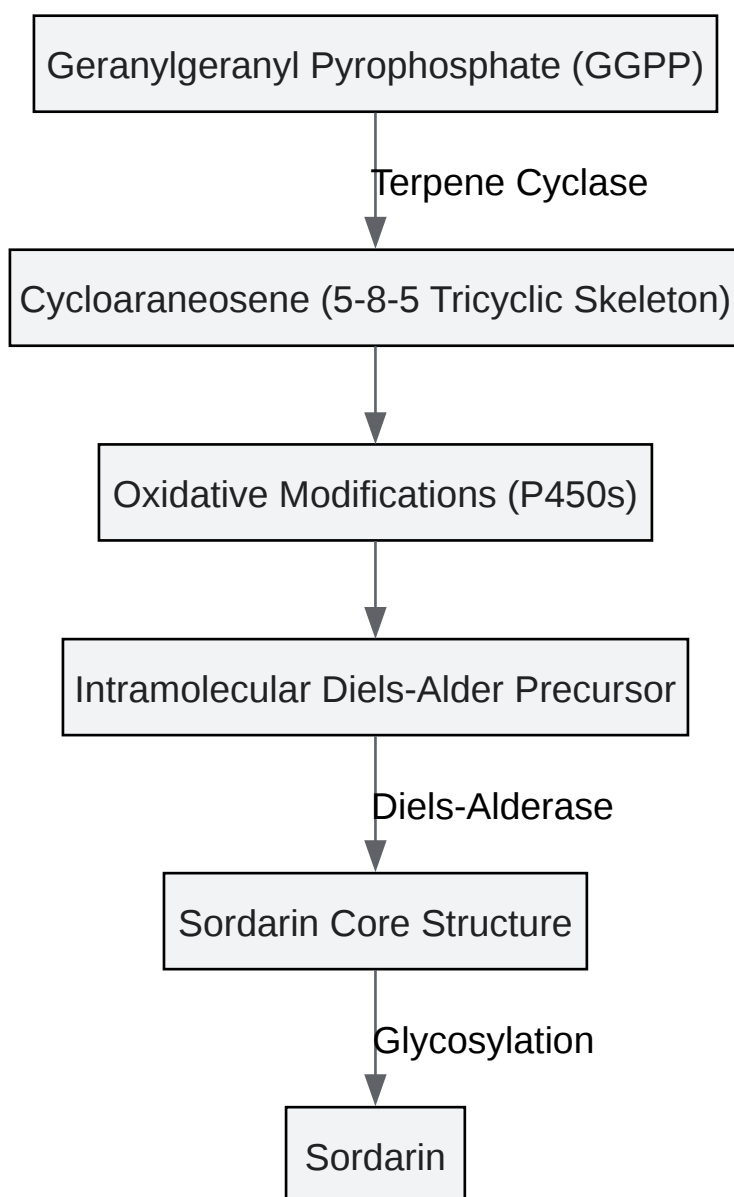 Geranylgeranyl Pyrophosphate (GGPP)
Terpene Cyclase
Cycloaraneosene (5-8-5 Tricyclic Skeleton)
Oxidative Modifications (P450s)
Intramolecular Diels-Alder Precursor
Diels-Alderase
Sordarin Core Structure
Glycosylation
Sordarin